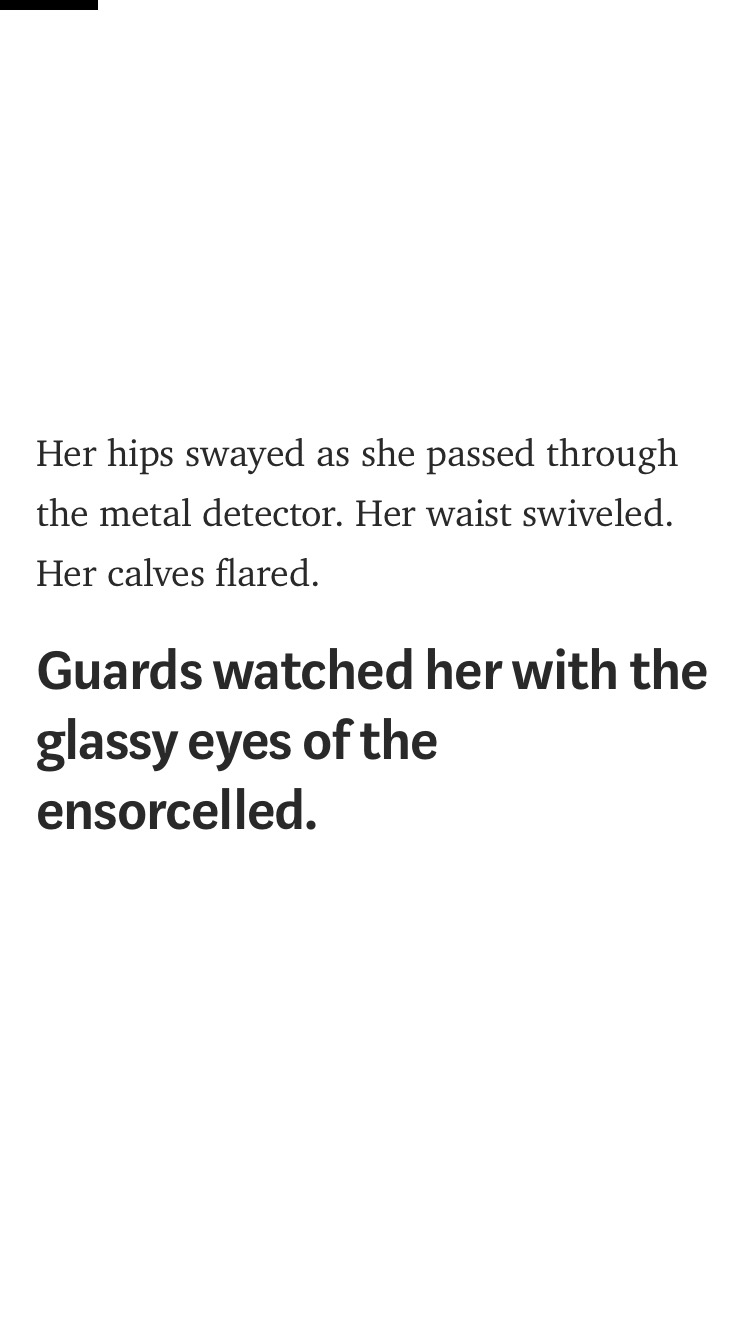 Her hips swayed as she passed through
the metal detector. Her waist swiveled.
Her calves flared.
Guards watched her with the
glassy eyes of the
ensorcelled.